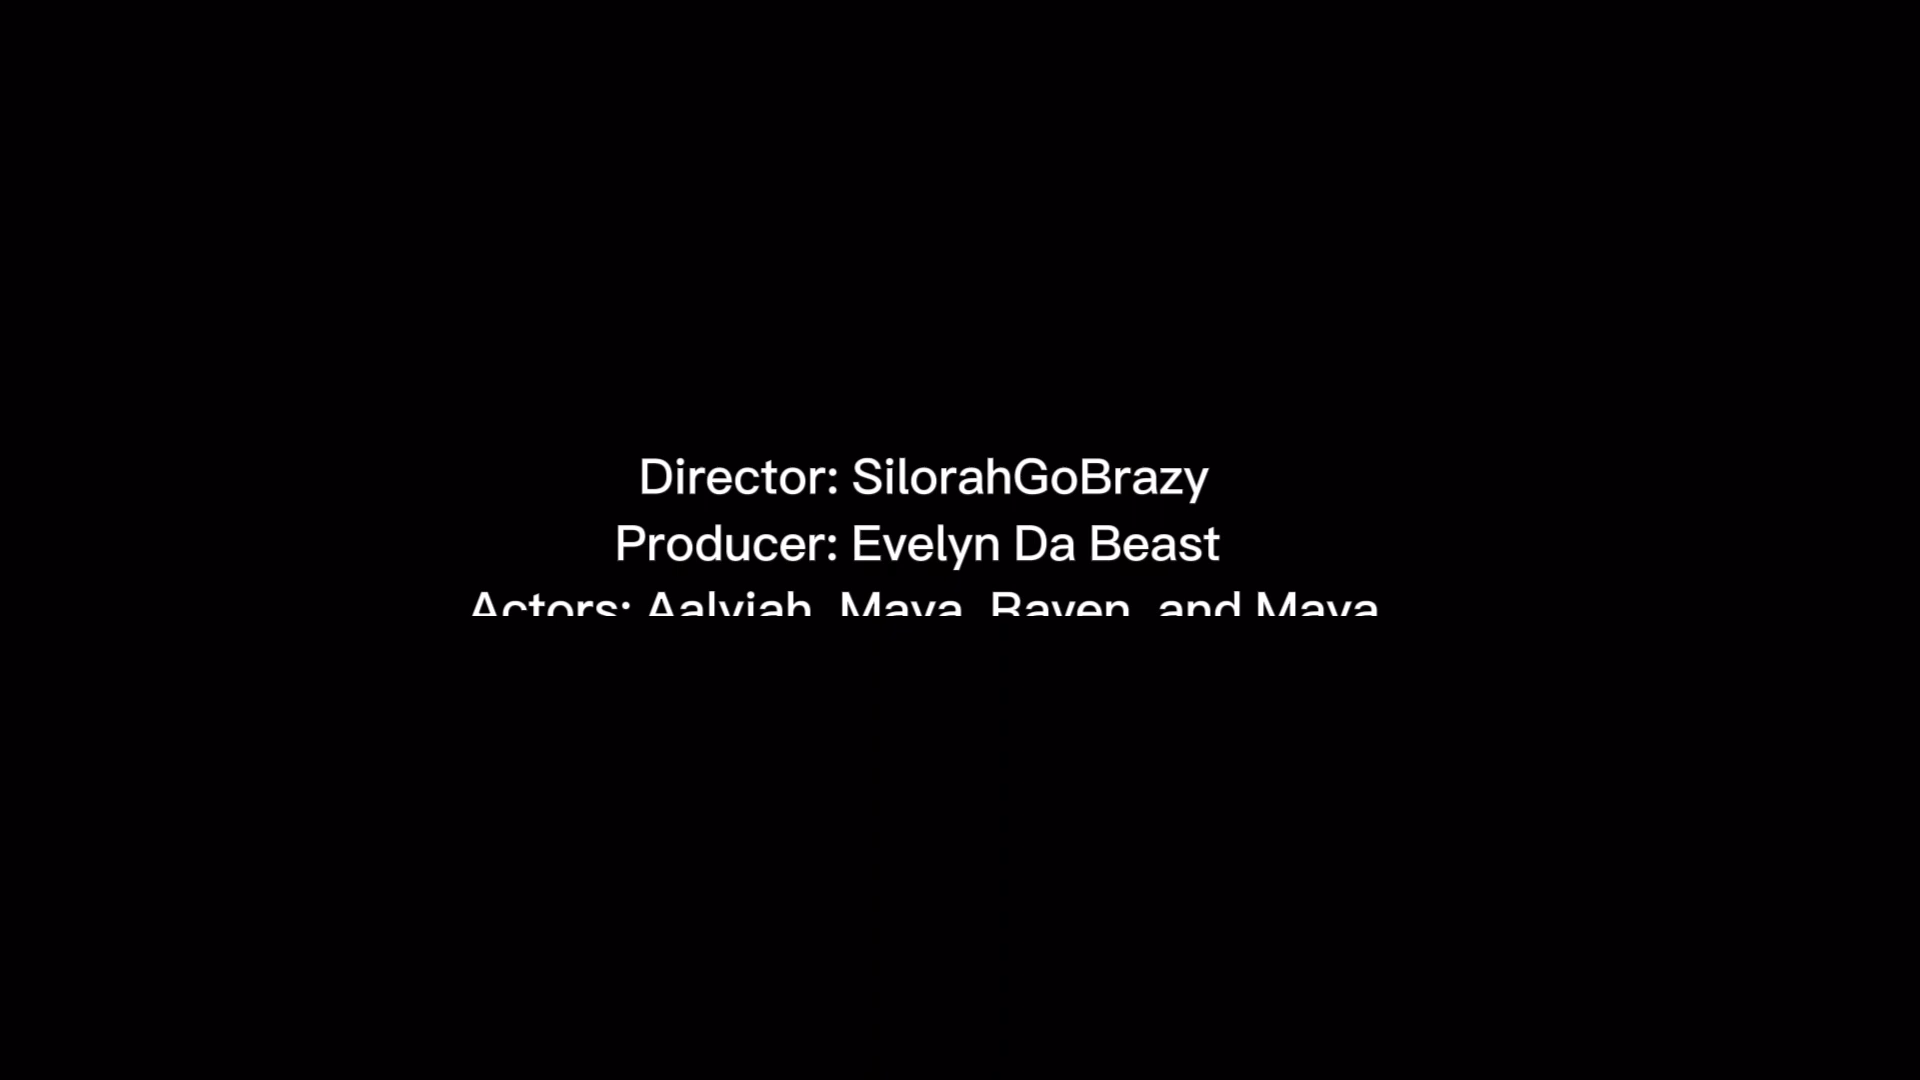 Director: SilorahGoBrazy
Producer: Evelyn Da Beast
Actors: Aalyiah, Maya, Raven, and Maya